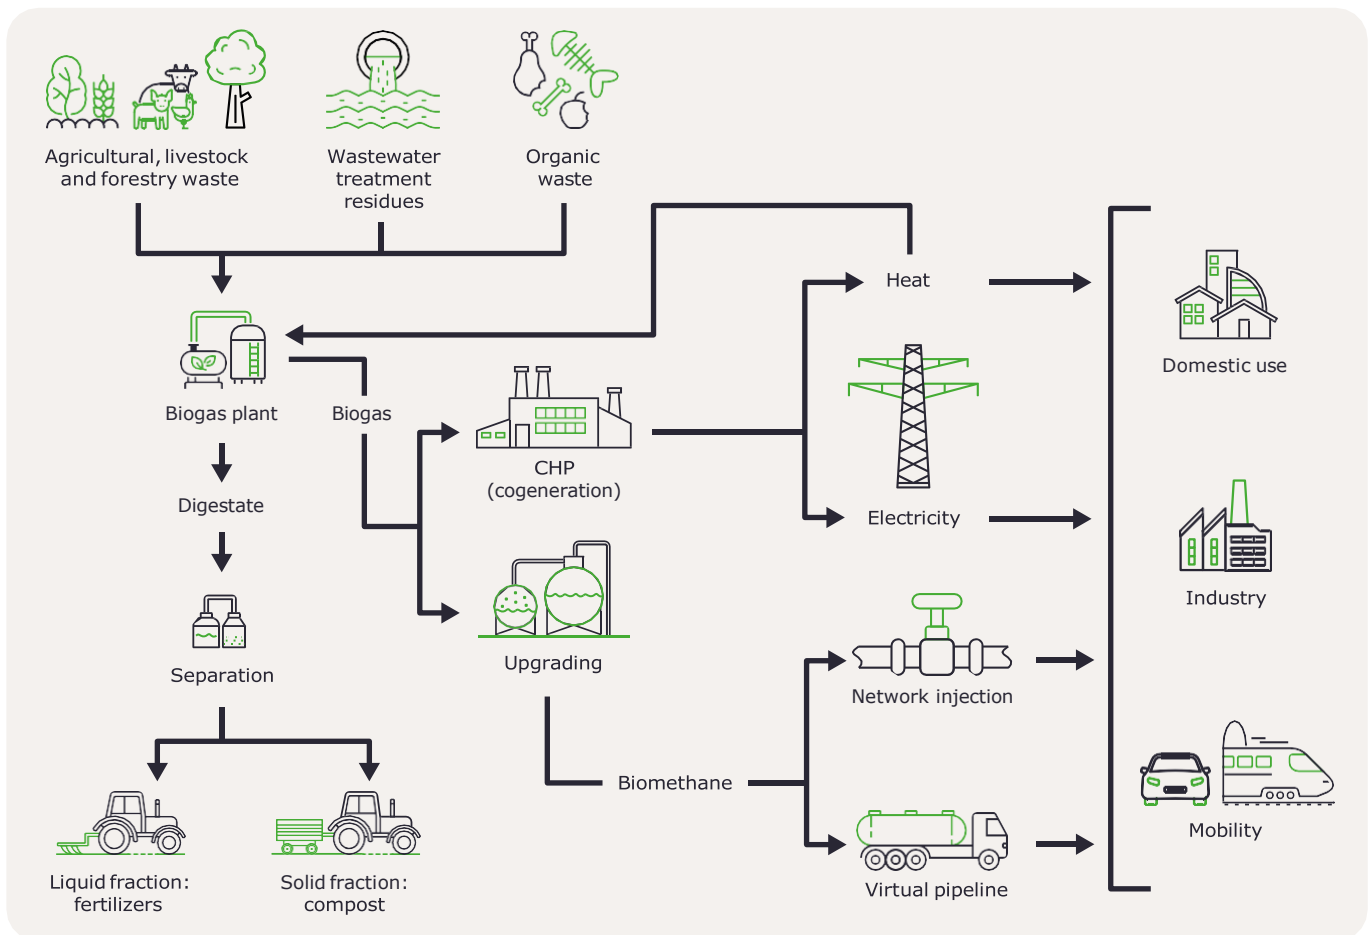 Agricultural, livestock
and forestry waste
Wastewater
treatment
residues
Organic
waste
Heat
Domestic use
Biogas plant
Biogas
CHP
(cogeneration)
Digestate
Electricity
Industry
Separation
Upgrading
Network injection
Biomethane
Mobility
Liquid fraction:
fertilizers
Solid fraction:
compost
Virtual pipeline